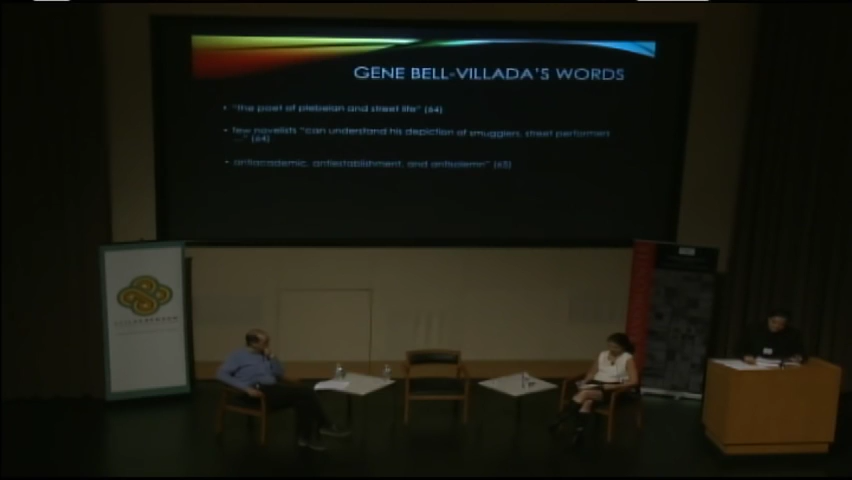 GENE BELL-VILLADA'S WORDS
• "the poet of plebeian and street life" (64)
• few novelists "can understand his depiction of smugglers, street performers
..." (64)
• antiacademic, antiestablishment, and antisolemn" (65)